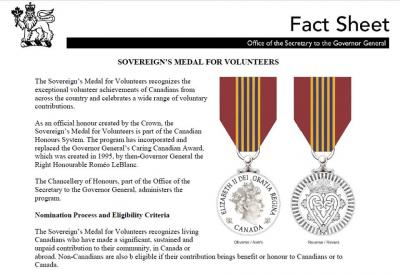 Fact Sheet
Office of the Secretary to the Governor General
SOVEREIGN'S MEDAL FOR VOLUNTEERS
The Sovereign's Medal for Volunteers recognizes the
exceptional volunteer achievements of Canadians from
across the country and celebrates a wide range of voluntary
contributions.
As an official honour created by the Crown, the
Sovereign's Medal for Volunteers is part of the Canadian
Honours System. The program has incorporated and
replaced the Governor General's Caring Canadian Award,
which was created in 1995, by then-Governor General the
Right Honourable Roméo LeBlanc.
The Chancellery of Honours, part of the Office of the
Secretary to the Governor General, administers the
program.
Nomination Process and Eligibility Criteria
The Sovereign's Medal for Volunteers recognizes living
Canadians who have made a significant, sustained and
unpaid contribution to their community, in Canada or
abroad. Non-Canadians are also eligible if their contribution brings benefit or honour to Canadians or to
Canada.
ELIZABETH II DEI GRATIA REGINA
CANADA
Obverse / Avers
Reverse / Revers